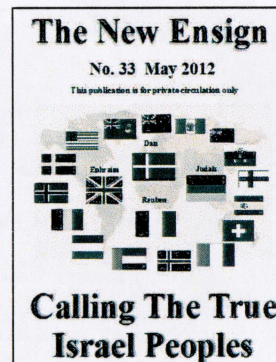 The New Ensign
No. 33 May 2012
This publication is for private circulation only
Dan
Ephraim
Judah
Reuben
Calling The True
Israel Peoples